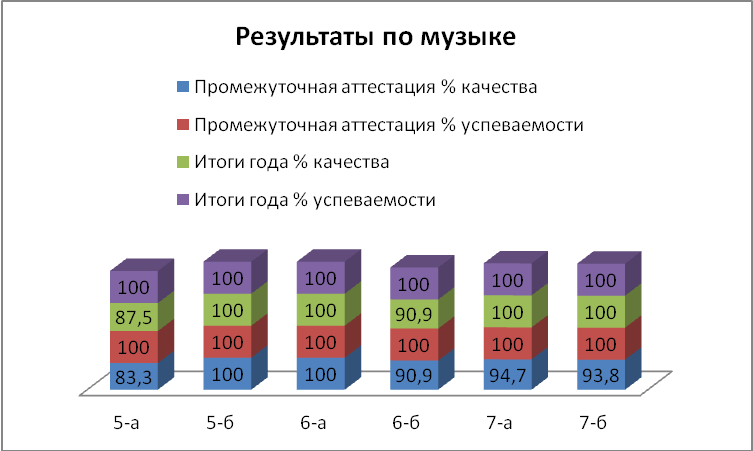 Результаты по музыке
Промежуточная аттестация % качества
Промежуточная аттестация % успеваемости
Итоги года % качества
Итоги года % успеваемости
100 100 100 100 100 100
87,5 100 100 90,9 100 100
100 100 100 100 100 100
83,3 100 100 90,9 94,7 93,8
5-а 5-б 6-а 6-б 7-а 7-б